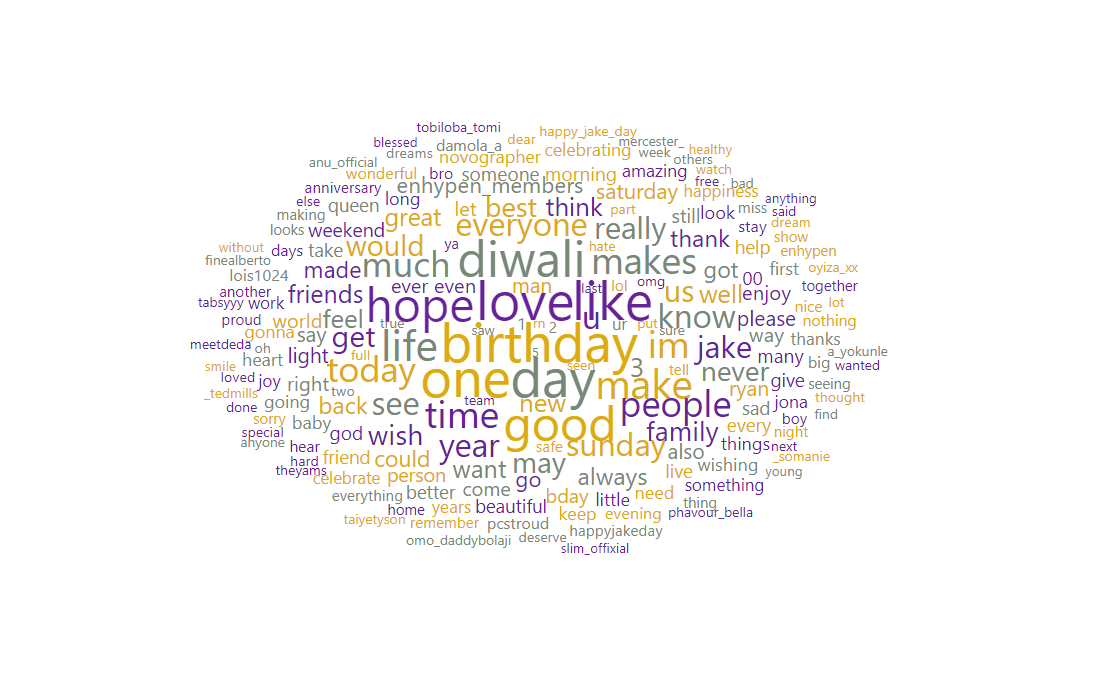 tobiloba_tomi
blessed damola_a dear happy_jake_day mercester_
anu_official dreams novographer celebrating week healthy
wonderful bro someone morning amazing others watch
anniversary enhypen_members saturday happiness free bad
else long queen great let best think part still look miss anything
making said
looks weekend everyone really thank stay dream
without days take would ya hate help show enhypen
finealberto made much diwali makes got first oyiza_xx
lois1024 00
another work friends ever even man last lol omg us well enjoy together
tabsyyy hope love like nice lot
proud world feel true 1 rn 2 u ur put know please nothing
gonna say saw sure way thanks
meetdeda oh get life birthday im jake a_yokunle
heart light full 5 many big wanted
smile today one day seen 3 tell never give seeing
loved joy right two make
_tedmills going back see team new people ryan jona thought
done time good sad boy find
sorry baby god wish year safe sunday family every night
special also things next
anyone hear friend could want may live wishing _somanie
hard theyams
celebrate person come go always something young
everything better bday little need thing
home years beautiful keep evening phavour_bella
taiyetyson remember pcstroud happyjakeday
omo_daddybolaji deserve
slim_offixial